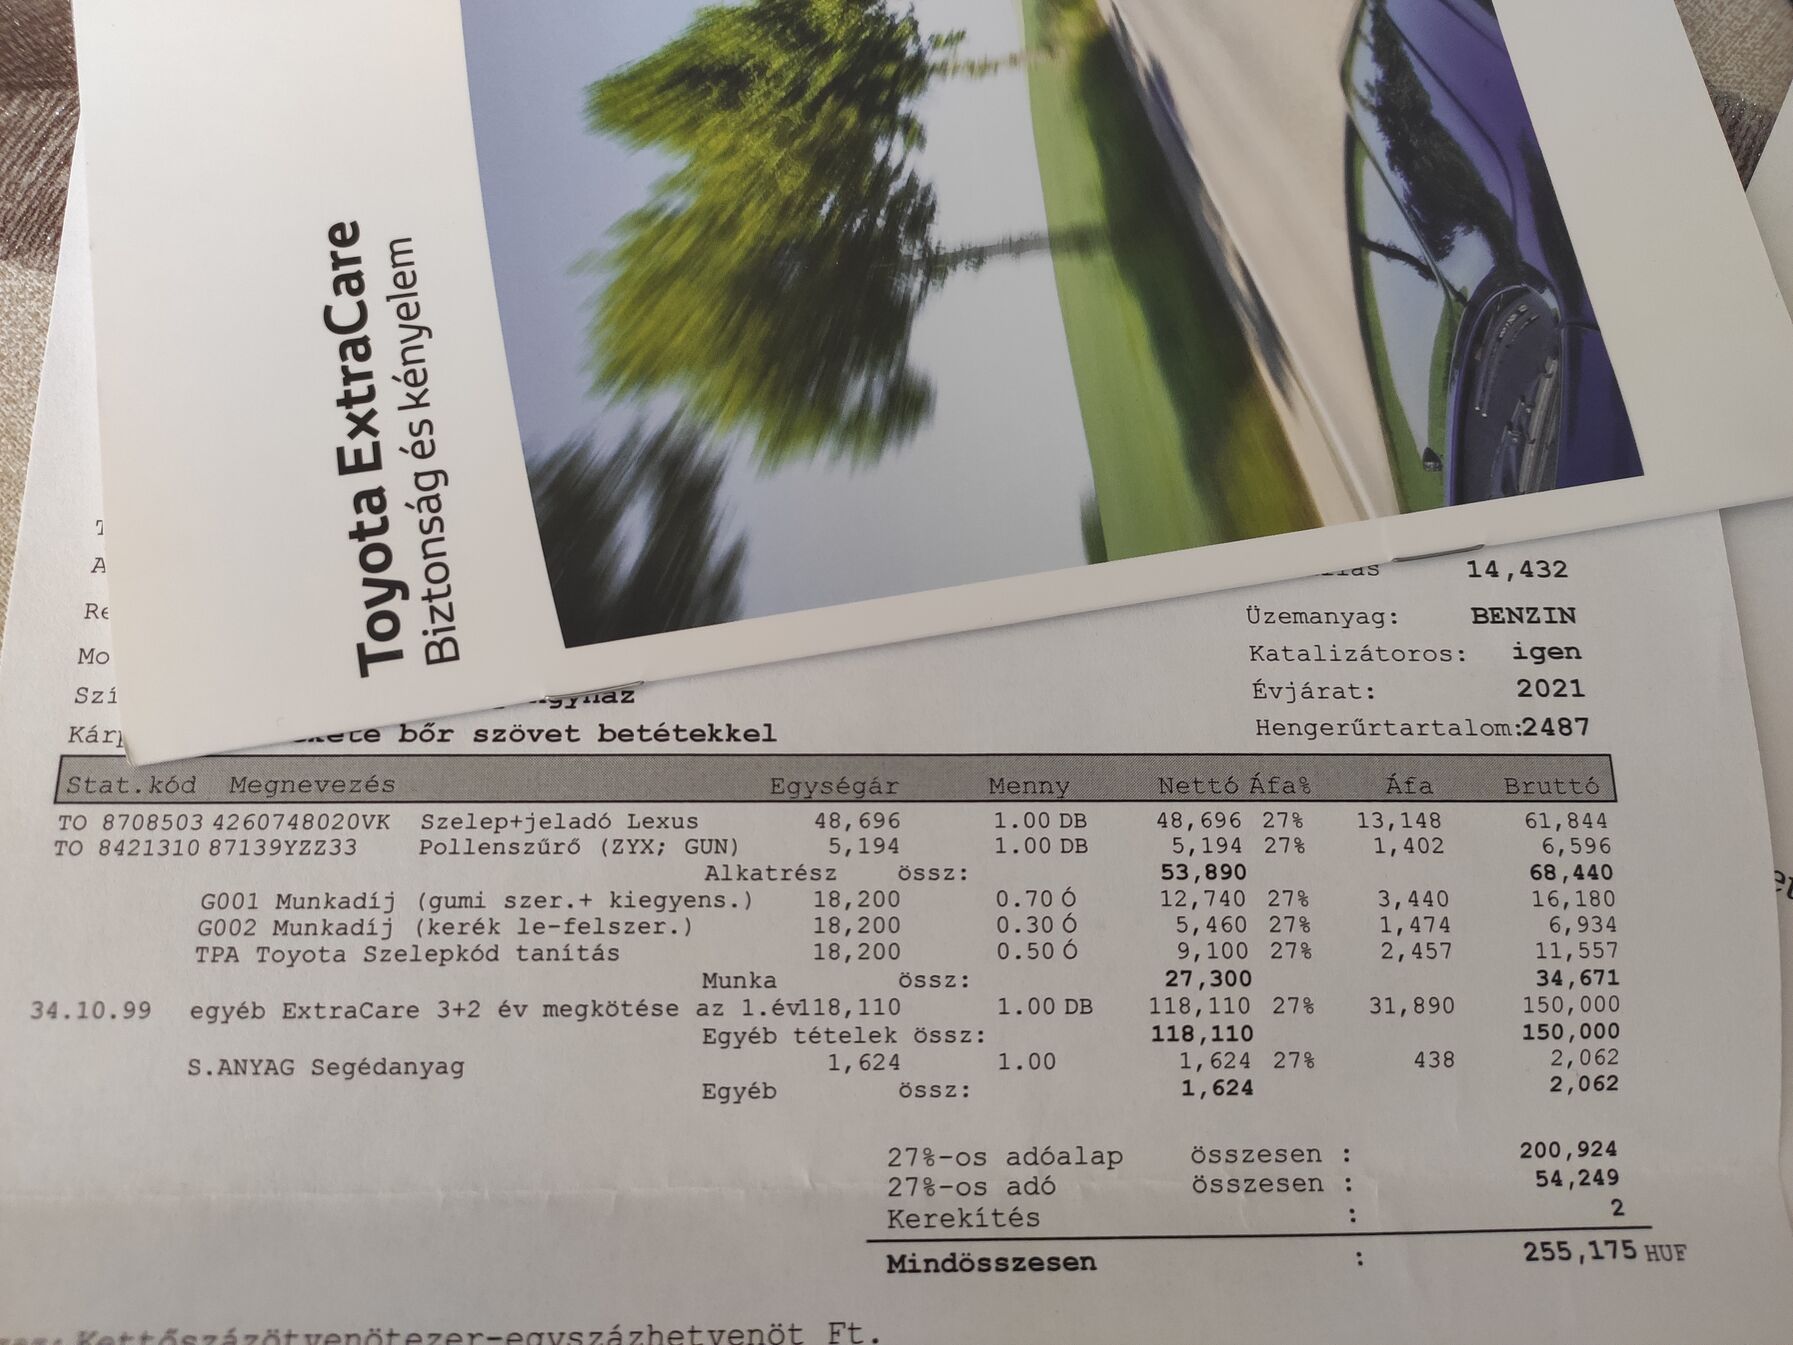 Toyota ExtraCare
Biztonság és kényelem
14,432
Üzemanyag: BENZIN
Katalizátoros: igen
Évjárat: 2021
Hengerűrtartalom:2487
bőr szövet betétekkel
Stat.kód Megnevezés Egységár Menny Nettó Áfa% Áfa Bruttó
TO 8708503 4260748020VK Szelep+jeladó Lexus 48,696 1.00 DB 48,696 27% 13,148 61,844
TO 8421310 87139YZZ33 Pollenszűrő (ZYX; GUN) 5,194 1.00 DB 5,194 27% 1,402 6,596
Alkatrész össz: 53,890 68,440
G001 Munkadíj (gumi szer.+ kiegyens.) 18,200 0.70 Ó 12,740 27% 3,440 16,180
G002 Munkadíj (kerék le-felszer.) 18,200 0.30 Ó 5,460 27% 1,474 6,934
TPA Toyota Szelepkód tanítás 18,200 0.50 Ó 9,100 27% 2,457 11,557
Munka össz: 27,300 34,671
34.10.99 egyéb ExtraCare 3+2 év megkötése az 1.év118,110 1.00 DB 118,110 27% 31,890 150,000
Egyéb tételek össz: 118,110 150,000
S.ANYAG Segédanyag 1,624 1.00 1,624 27% 438 2,062
Egyéb össz: 1,624 2,062
27%-os adóalap összesen : 200,924
27%-os adó összesen : 54,249
Kerekítés : 2
Mindösszesen : 255,175 HUF
Kettőszázötvenötezer-egyszázhetvenöt Ft.